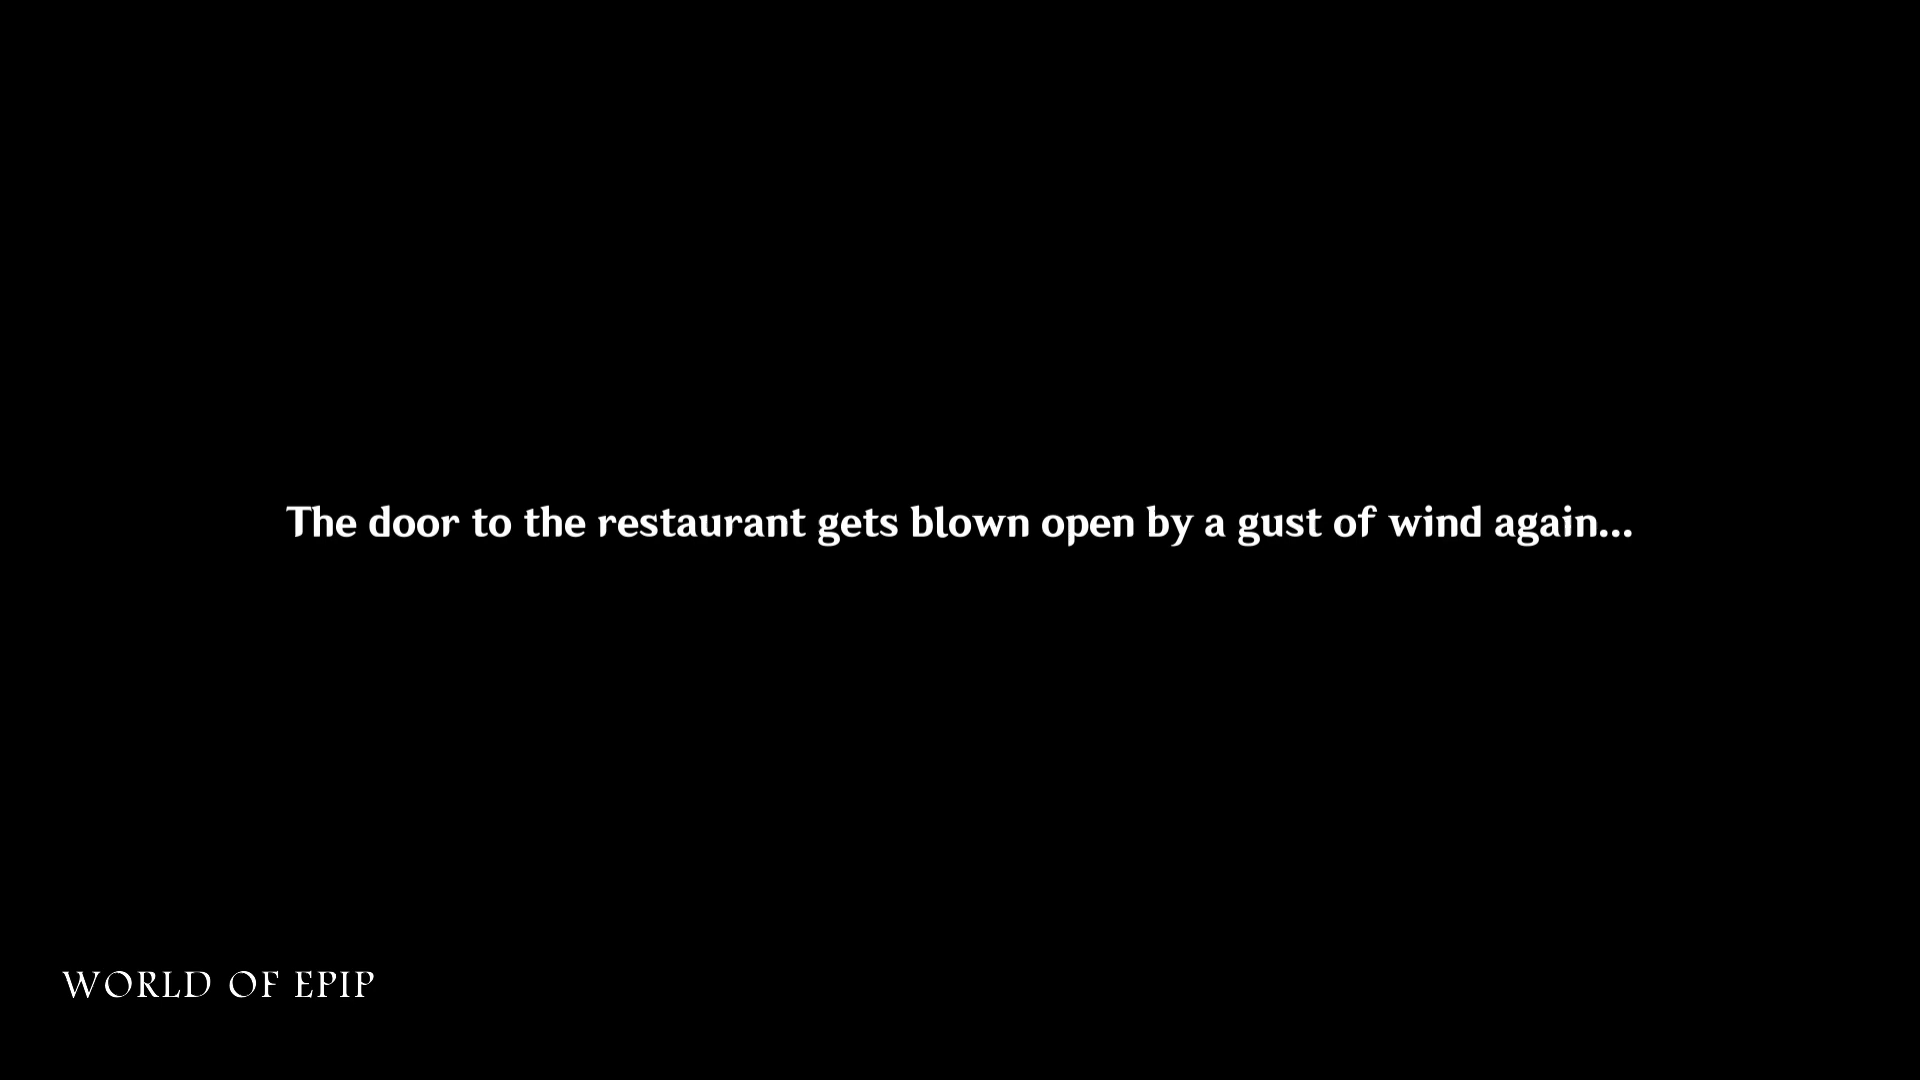 The door to the restaurant gets blown open by a gust of wind again...
WORLD OF EPIP